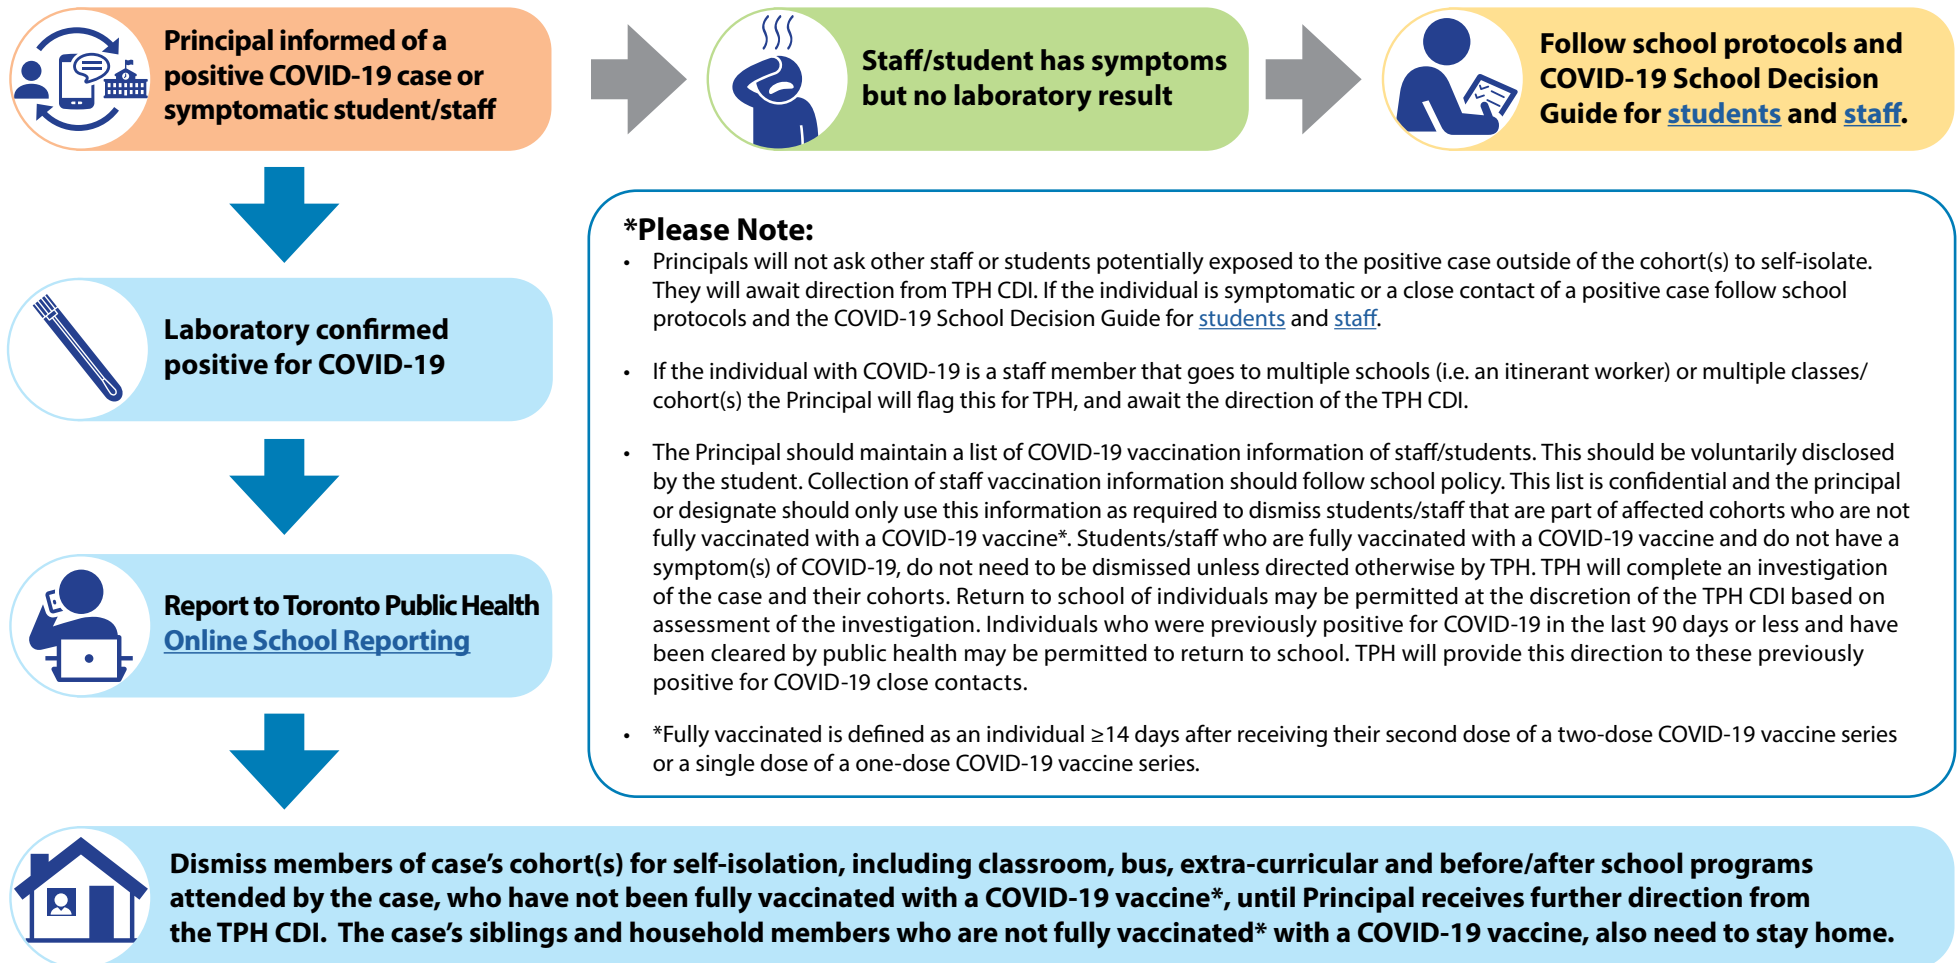 Principal informed of a
positive COVID-19 case or
symptomatic student/staff
Staff/student has symptoms
but no laboratory result
Follow school protocols and
COVID-19 School Decision
Guide for students and staff.
Laboratory confirmed
positive for COVID-19
Report to Toronto Public Health
Online School Reporting
*Please Note:
• Principals will not ask other staff or students potentially exposed to the positive case outside of the cohort(s) to self-isolate.
They will await direction from TPH CDI. If the individual is symptomatic or a close contact of a positive case follow school
protocols and the COVID-19 School Decision Guide for students and staff.
• If the individual with COVID-19 is a staff member that goes to multiple schools (i.e. an itinerant worker) or multiple classes/
cohort(s) the Principal will flag this for TPH, and await the direction of the TPH CDI.
• The Principal should maintain a list of COVID-19 vaccination information of staff/students. This should be voluntarily disclosed
by the student. Collection of staff vaccination information should follow school policy. This list is confidential and the principal
or designate should only use this information as required to dismiss students/staff that are part of affected cohorts who are not
fully vaccinated with a COVID-19 vaccine*. Students/staff who are fully vaccinated with a COVID-19 vaccine and do not have a
symptom(s) of COVID-19, do not need to be dismissed unless directed otherwise by TPH. TPH will complete an investigation
of the case and their cohorts. Return to school of individuals may be permitted at the discretion of the TPH CDI based on
assessment of the investigation. Individuals who were previously positive for COVID-19 in the last 90 days or less and have
been cleared by public health may be permitted to return to school. TPH will provide this direction to these previously
positive for COVID-19 close contacts.
• *Fully vaccinated is defined as an individual ≥14 days after receiving their second dose of a two-dose COVID-19 vaccine series
or a single dose of a one-dose COVID-19 vaccine series.
Dismiss members of case's cohort(s) for self-isolation, including classroom, bus, extra-curricular and before/after school programs
attended by the case, who have not been fully vaccinated with a COVID-19 vaccine*, until Principal receives further direction from
the TPH CDI. The case's siblings and household members who are not fully vaccinated* with a COVID-19 vaccine, also need to stay home.